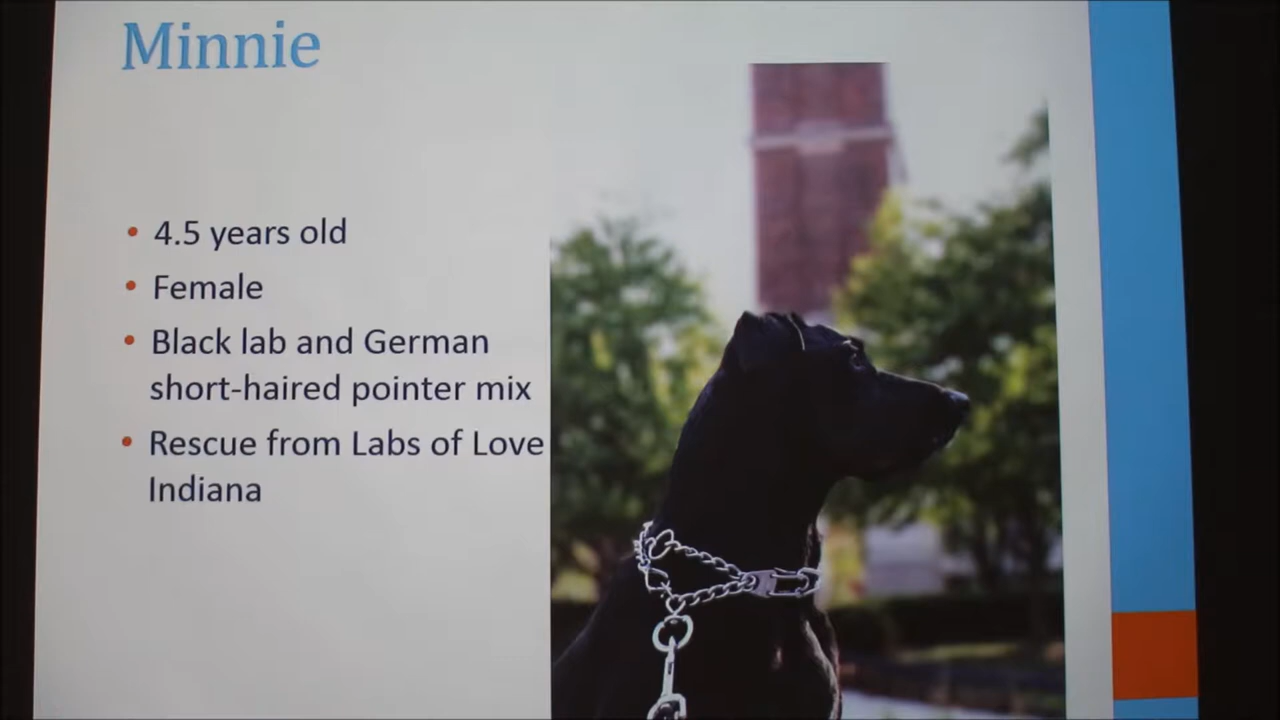 Minnie
• 4.5 years old
• Female
• Black lab and German
short-haired pointer mix
• Rescue from Labs of Love
Indiana